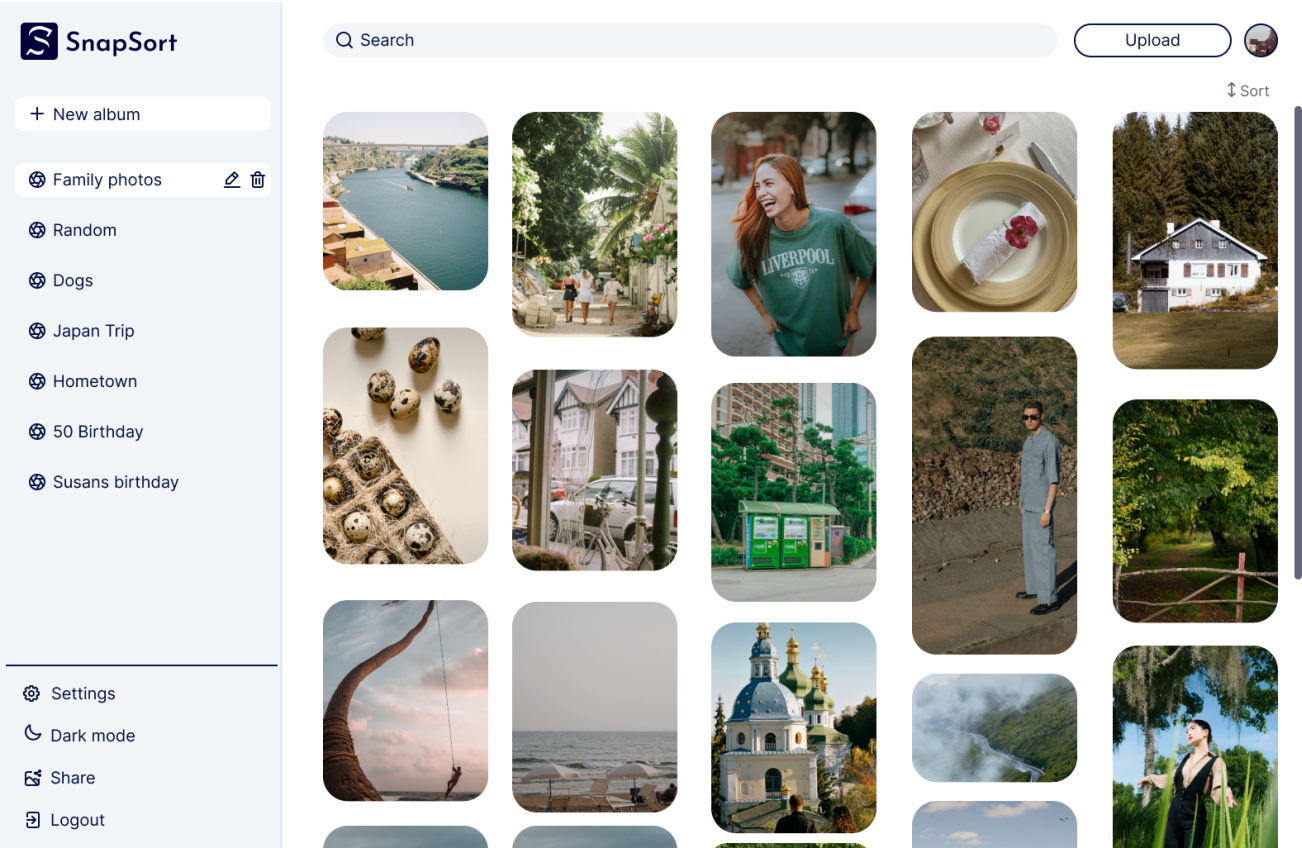 SnapSort
Search
Upload
Sort
New album
Family photos
Random
Dogs
Japan Trip
Hometown
50 Birthday
Susans birthday
Settings
Dark mode
Share
Logout
LIVERPOOL